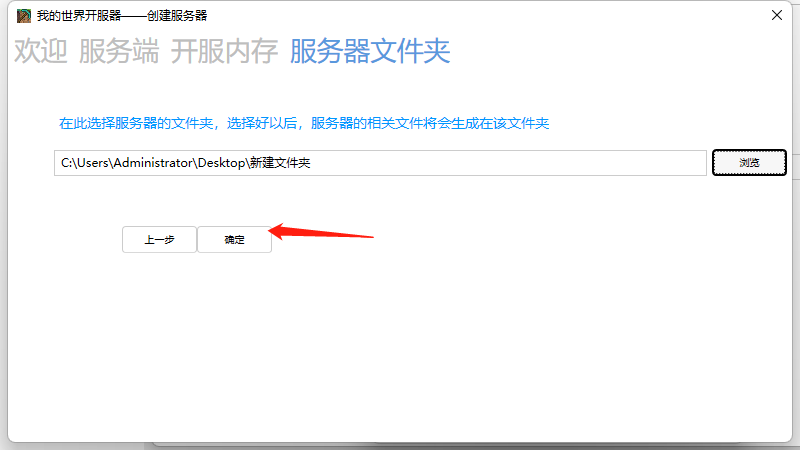 我的世界开服器——创建服务器
欢迎 服务端 开服内存 服务器文件夹
在此选择服务器的文件夹，选择好以后，服务器的相关文件将会生成在该文件夹
C:\Users\Administrator\Desktop\新建文件夹 浏览
上一步 确定